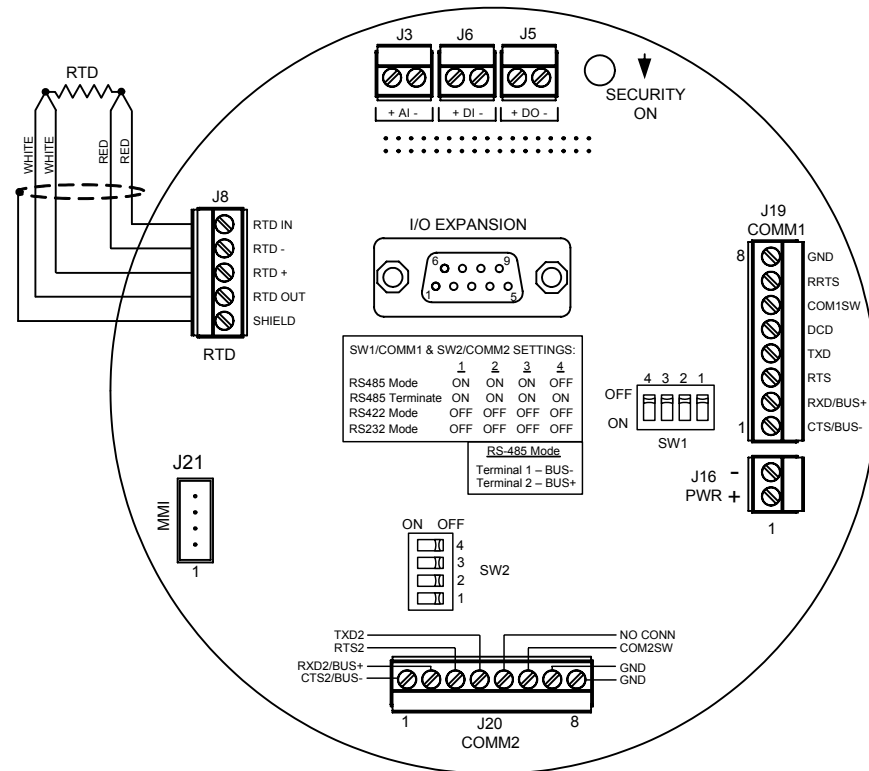 J3 J6 J5
+ AI - + DI - + DO -
SECURITY
ON
RTD
WHITE
WHITE
RED
RED
J8
RTD IN
RTD -
RTD +
RTD OUT
SHIELD
RTD
I/O EXPANSION
6 9
1 5
J19
COMM1
8 GND
RRTS
COM1SW
DCD
TXD
RTS
RXD/BUS+
1 CTS/BUS-
SW1/COMM1 & SW2/COMM2 SETTINGS:
1 2 3 4
RS485 Mode ON ON ON OFF
RS485 Terminate ON ON ON ON
RS422 Mode OFF OFF OFF OFF
RS232 Mode OFF OFF OFF OFF
RS-485 Mode
Terminal 1 – BUS-
Terminal 2 – BUS+
4 3 2 1
OFF
ON
SW1
J16 -
PWR +
1
J21
MMI
1
ON OFF
4
3
2
1
SW2
TXD2
RTS2
RXD2/BUS+
CTS2/BUS-
NO CONN
COM2SW
GND
GND
1 8
J20
COMM2